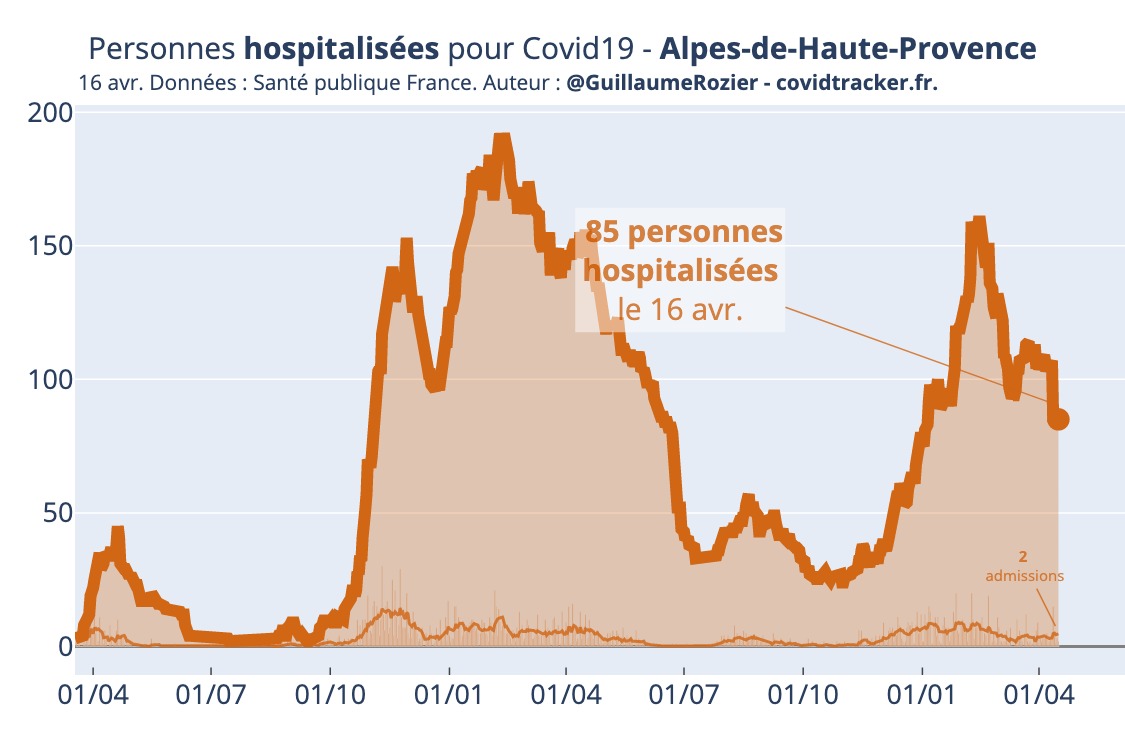 Personnes hospitalisées pour Covid19 - Alpes-de-Haute-Provence
16 avr. Données : Santé publique France. Auteur : @GuillaumeRozier - covidtracker.fr.
200
150
100
50
0
85 personnes
hospitalisées
le 16 avr.
2
admissions
01/04 01/07 01/10 01/01 01/04 01/07 01/10 01/01 01/04